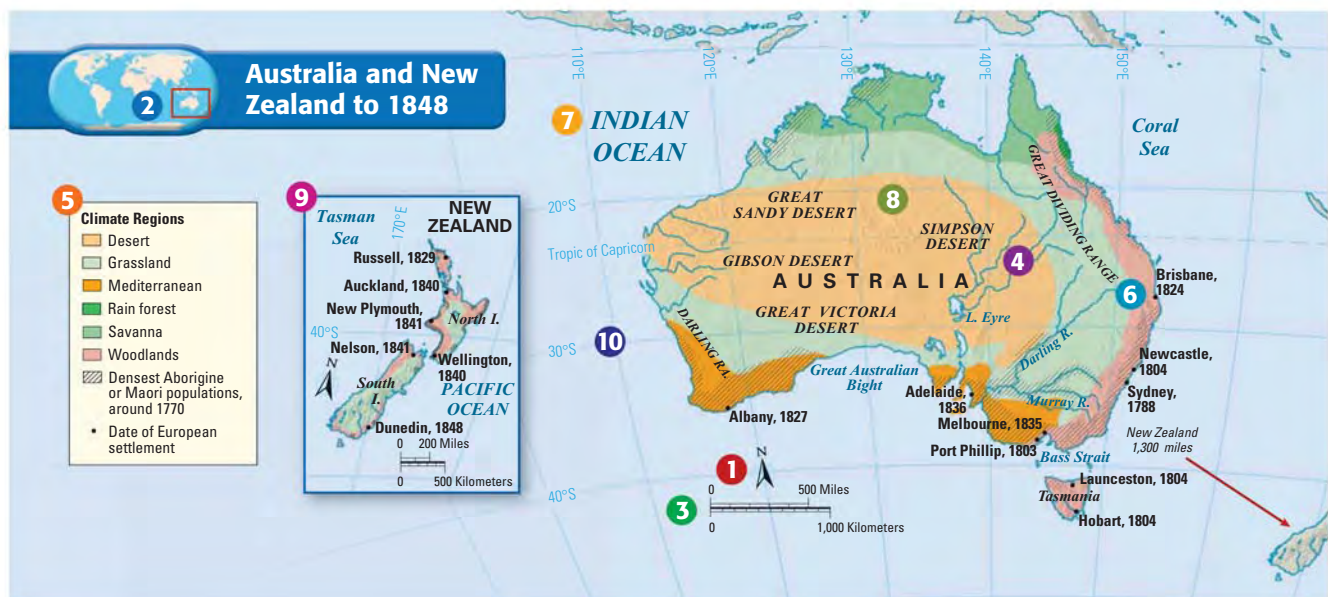 Australia and New
Zealand to 1848
2
5
Climate Regions
Desert
Grassland
Mediterranean
Rain forest
Savanna
Woodlands
Densest Aborigine
or Maori populations,
around 1770
Date of European
settlement
9
Tasman
Sea
170°E
NEW
ZEALAND
Russell, 1829
Auckland, 1840
New Plymouth,
1841
North I.
40°S
Nelson, 1841
Wellington,
1840
N
South
I.
PACIFIC
OCEAN
Dunedin, 1848
0 200 Miles
0 500 Kilometers
110°E
120°E
130°E
140°E
150°E
7
INDIAN
OCEAN
Coral
Sea
20°S
Tropic of Capricorn
30°S
40°S
10
GREAT
SANDY DESERT
8
SIMPSON
DESERT
GIBSON DESERT
4
AUSTRALIA
GREAT VICTORIA
DESERT
L. Eyre
GREAT DIVIDING RANGE
6
Brisbane,
1824
DARLING RA.
Darling R.
Great Australian
Bight
Newcastle,
1804
Adelaide,
1836
Murray R.
Sydney,
1788
Albany, 1827
Melbourne, 1835
Port Phillip, 1803
New Zealand
1,300 miles
Bass Strait
1
N
Launceston, 1804
Tasmania
Hobart, 1804
3
0 500 Miles
0 1,000 Kilometers